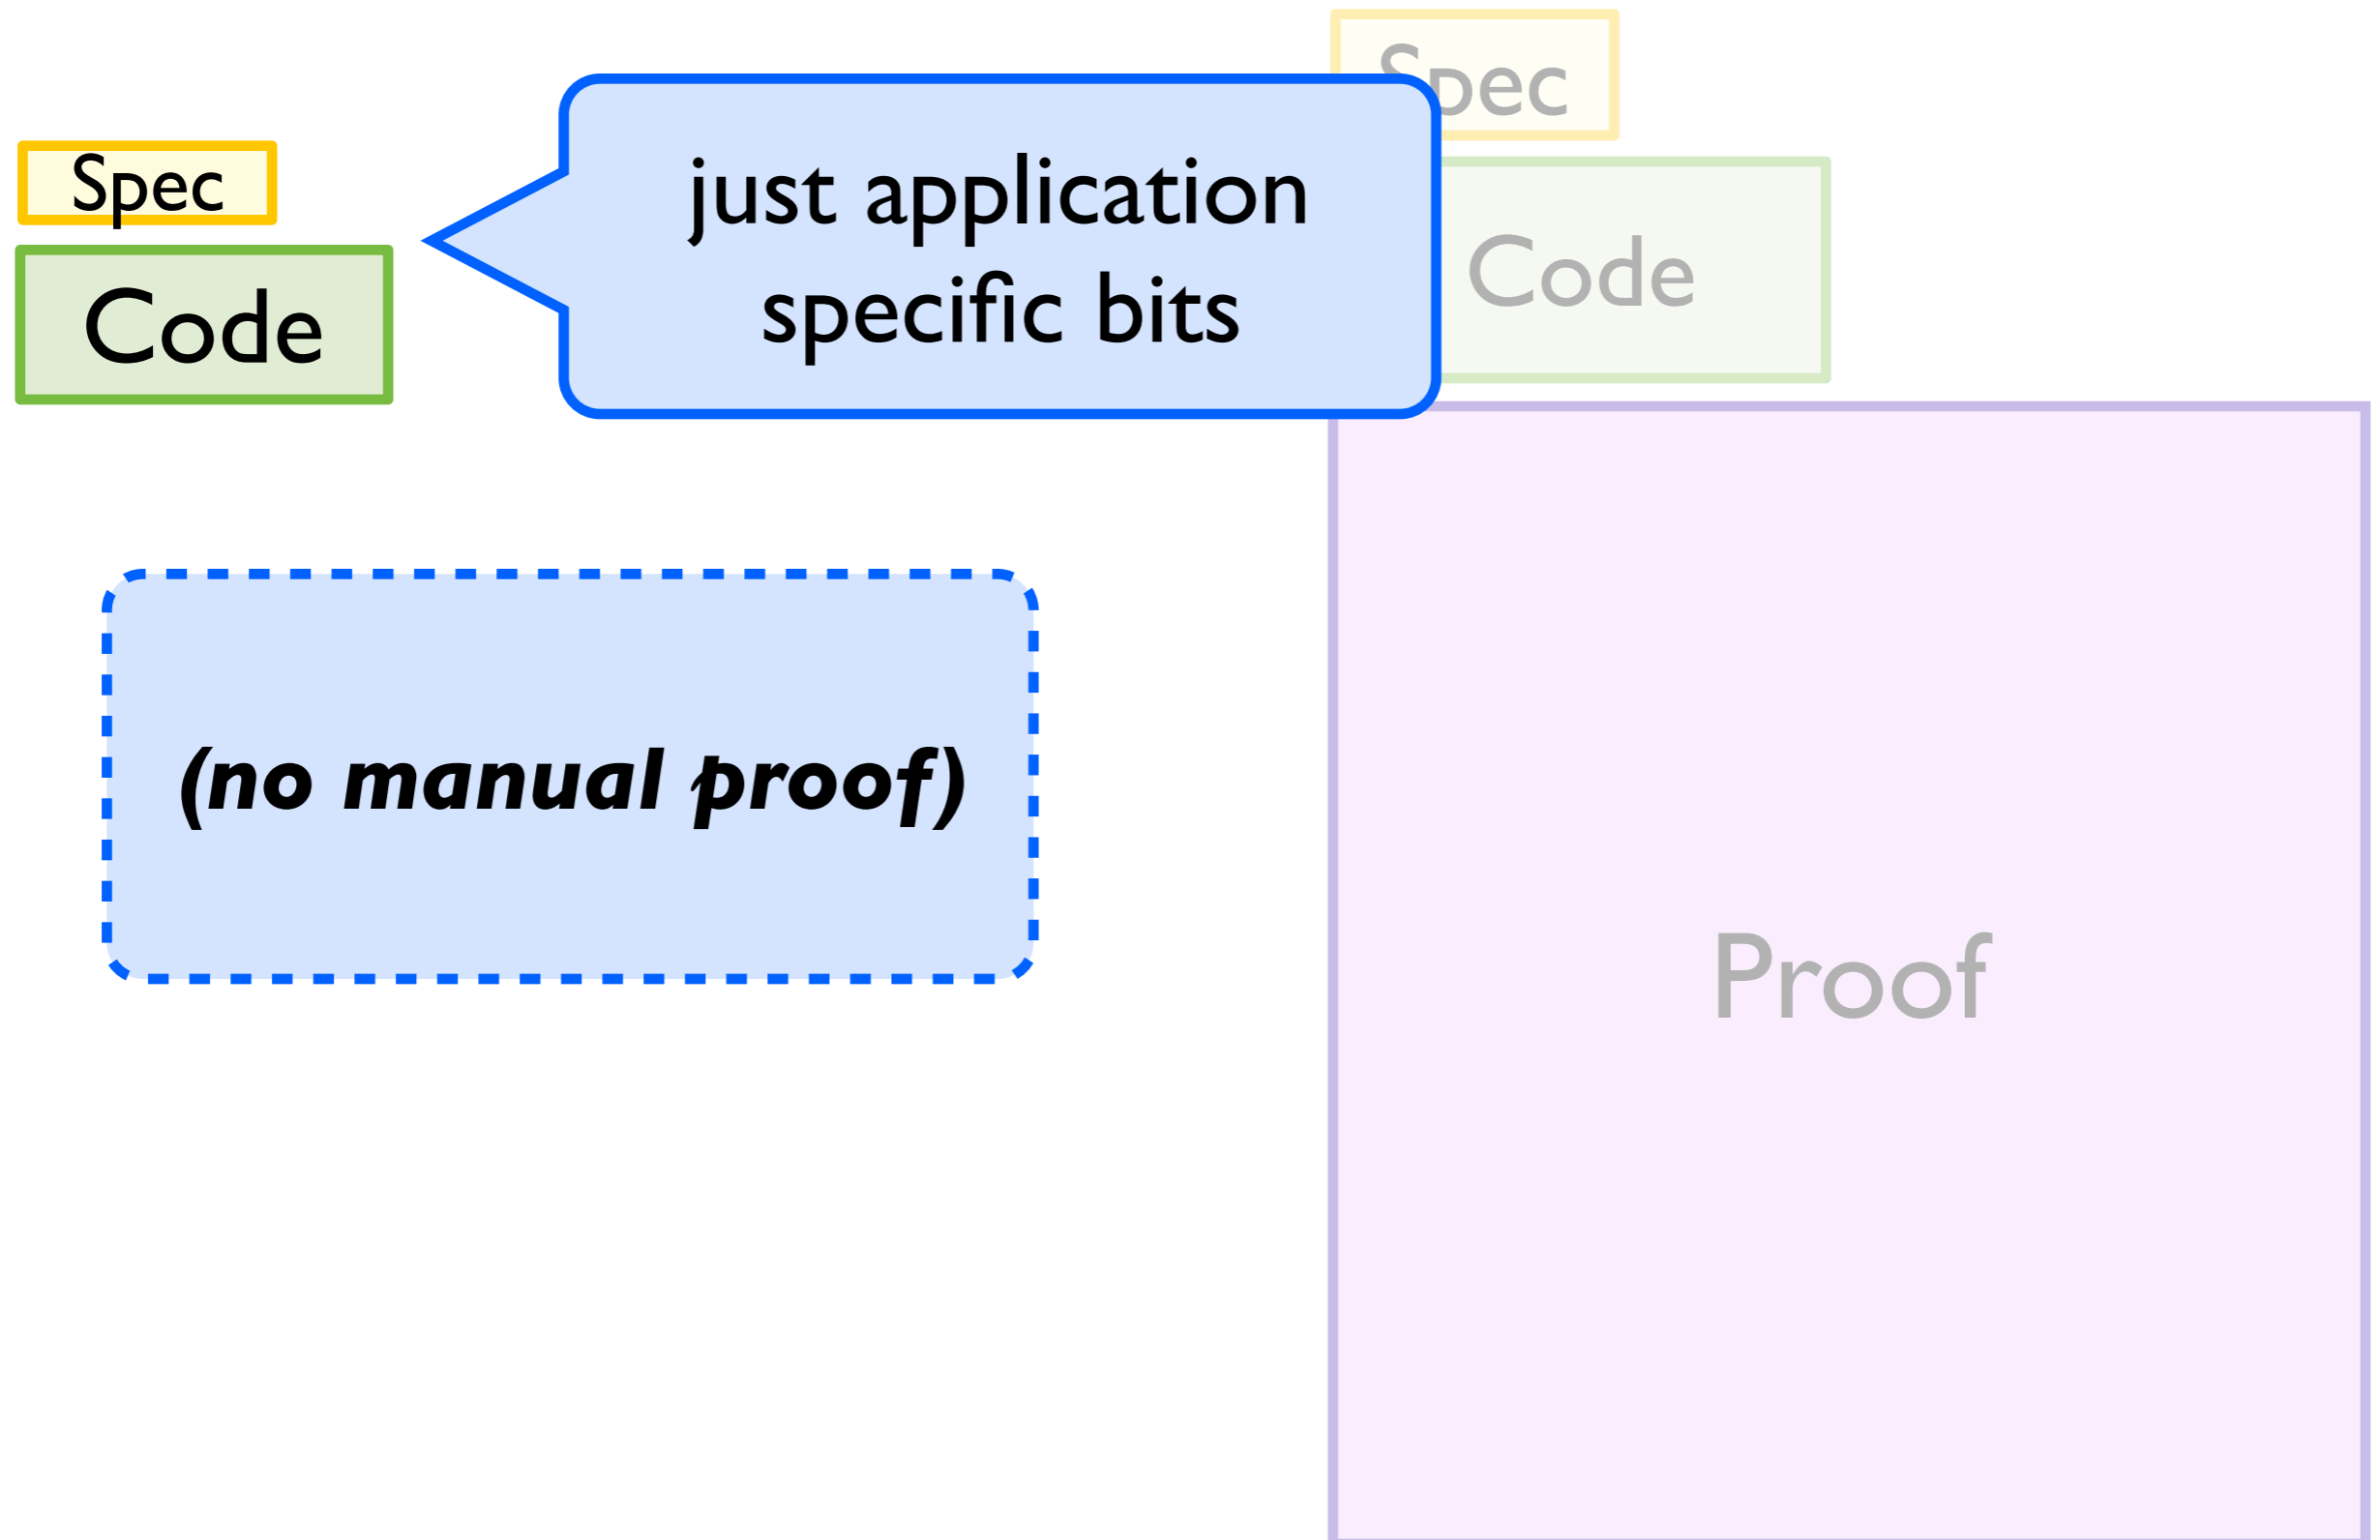 Spec
Code
just application
specific bits
(no manual proof)
Spec
Code
Proof